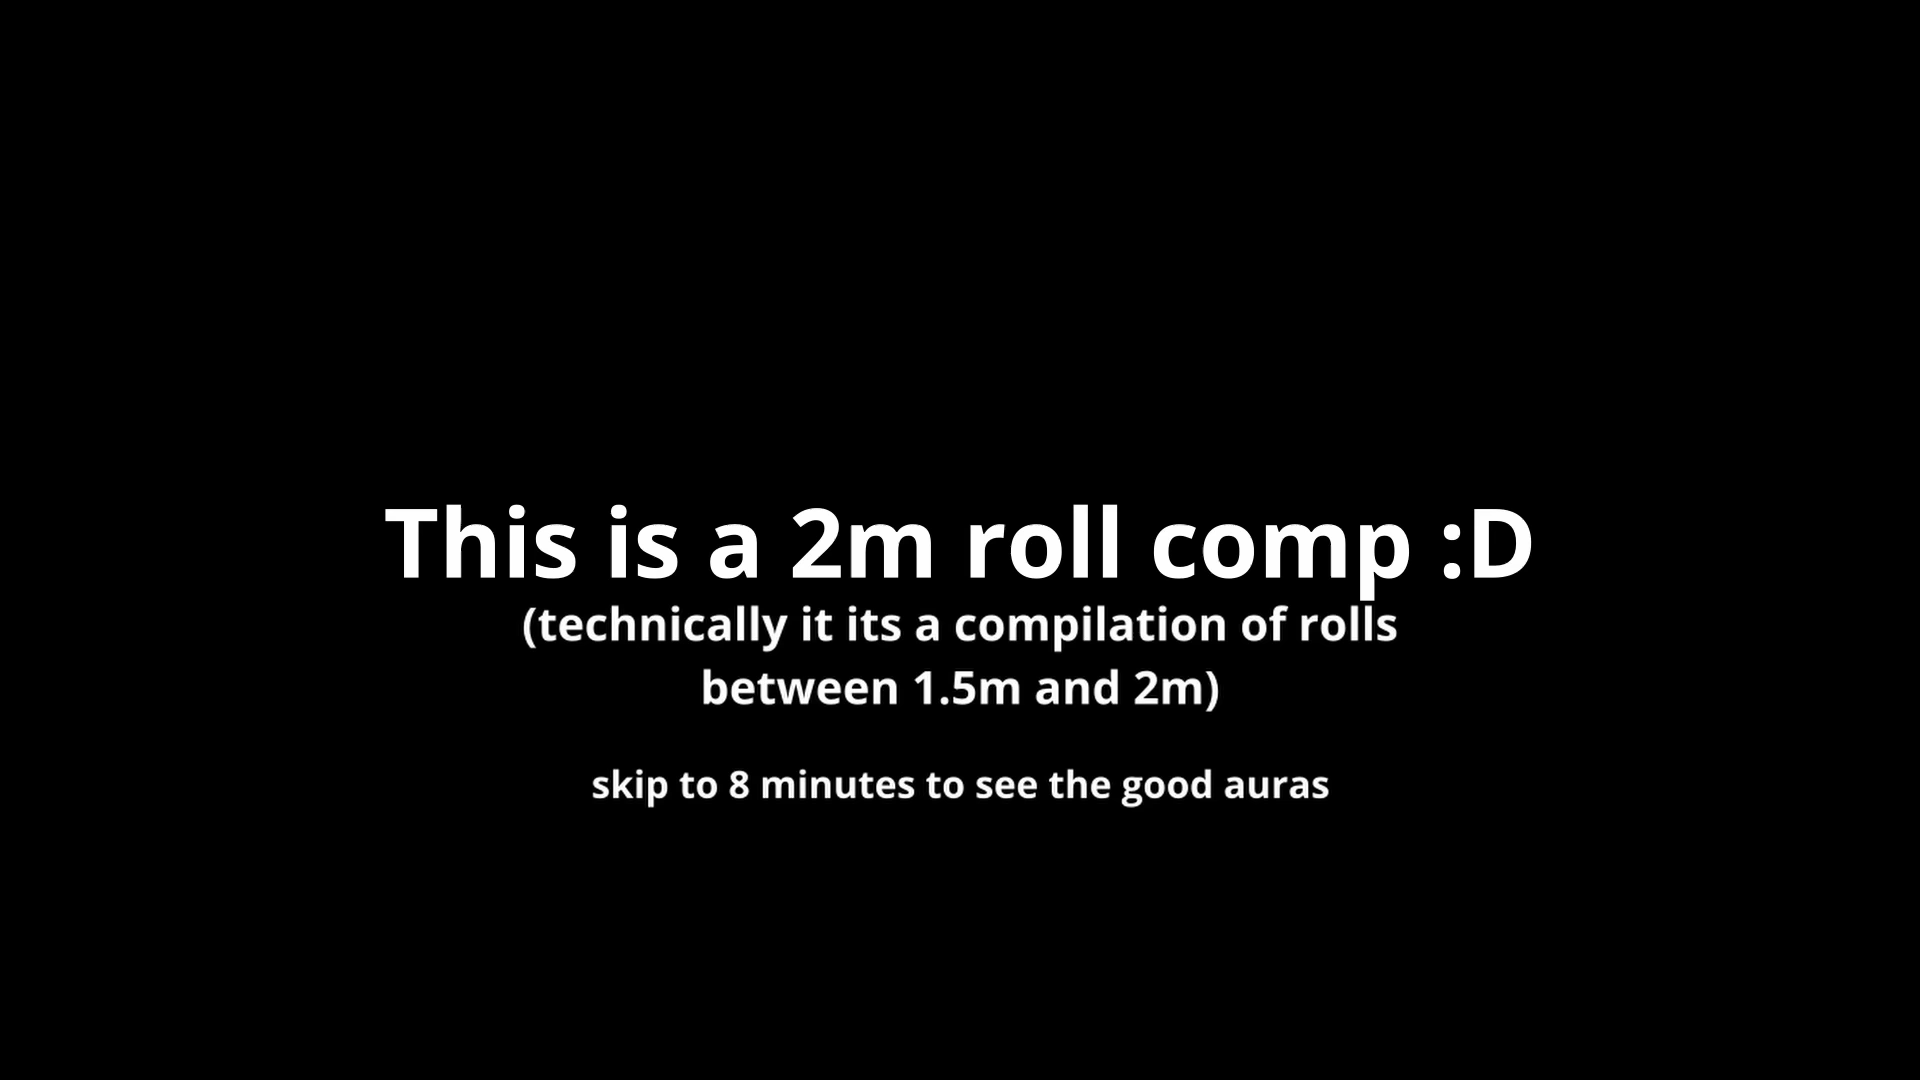 This is a 2m roll comp :D
(technically it its a compilation of rolls
between 1.5m and 2m)
skip to 8 minutes to see the good auras